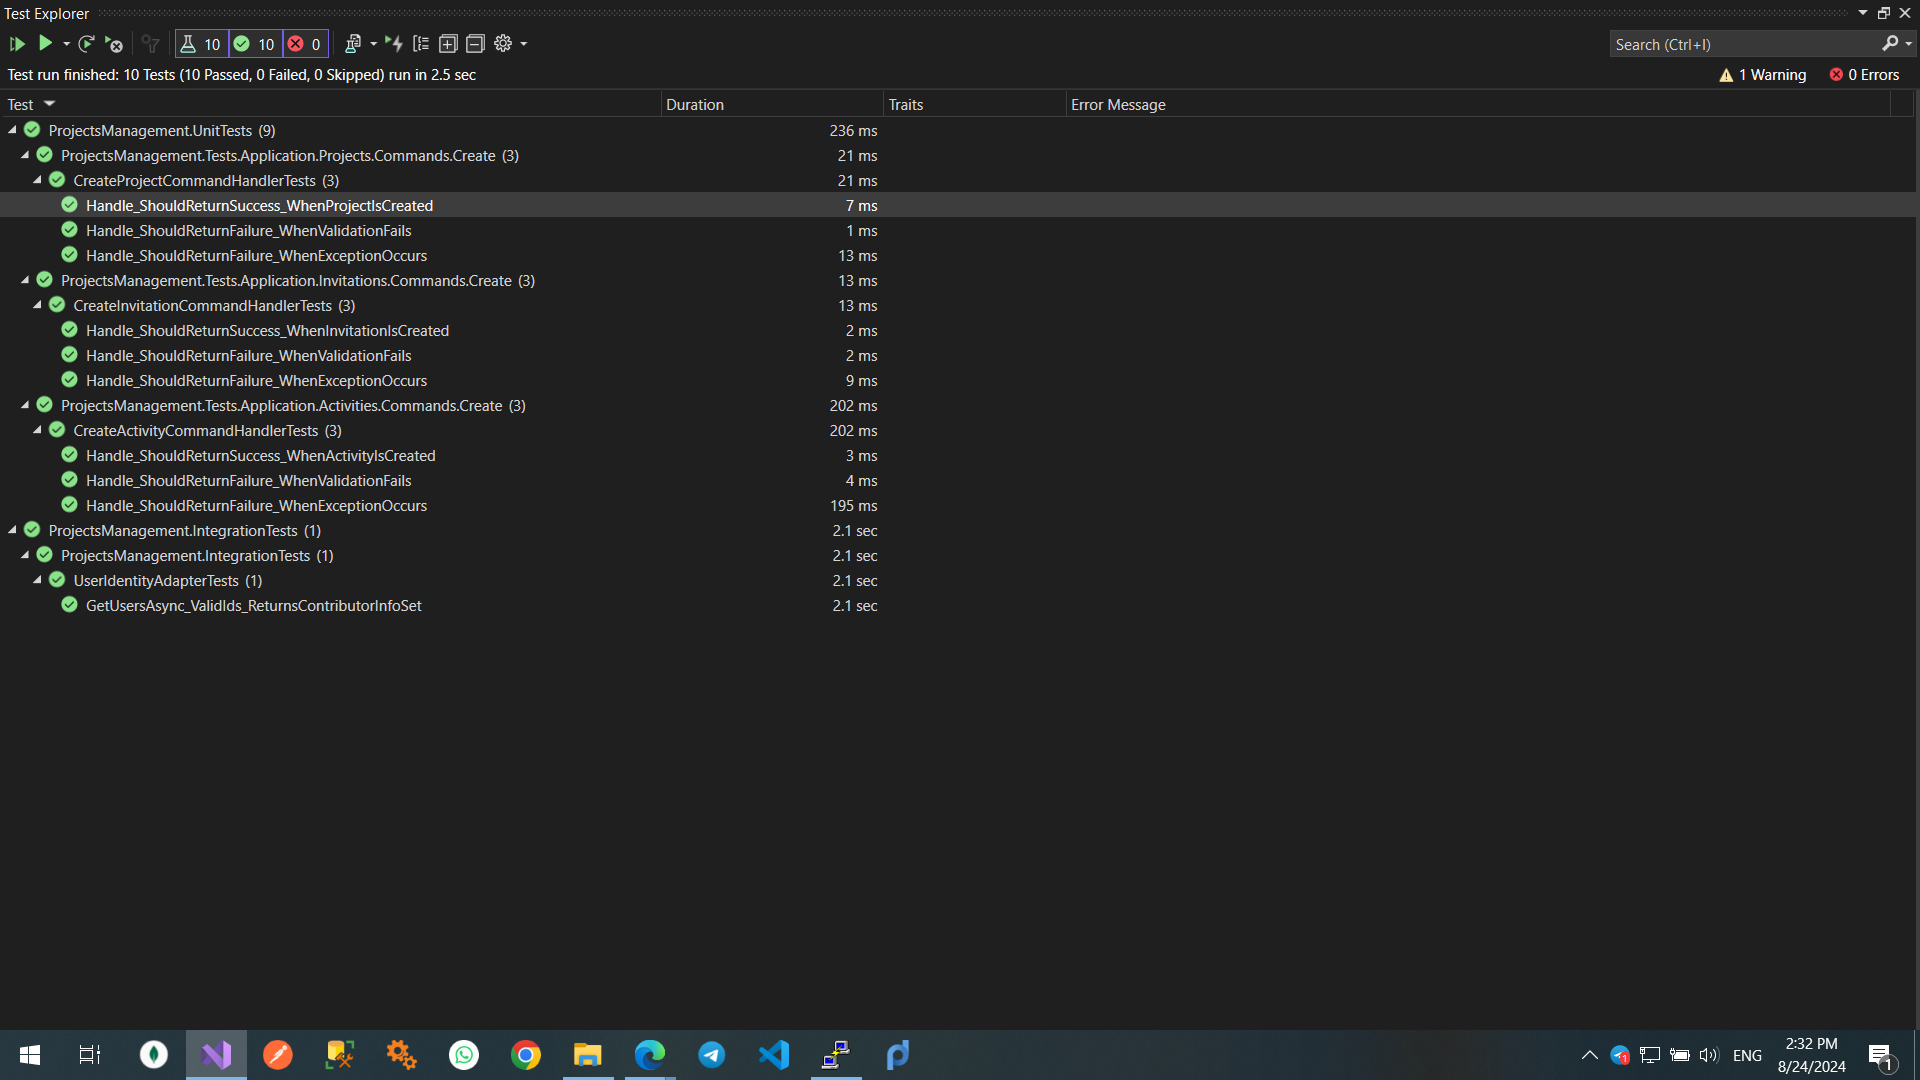 Test Explorer
10 10 0
Search (Ctrl+I)
Test run finished: 10 Tests (10 Passed, 0 Failed, 0 Skipped) run in 2.5 sec
1 Warning 0 Errors
Test Duration Traits Error Message
ProjectsManagement.UnitTests (9) 236 ms
ProjectsManagement.Tests.Application.Projects.Commands.Create (3) 21 ms
CreateProjectCommandHandlerTests (3) 21 ms
Handle_ShouldReturnSuccess_WhenProjectIsCreated 7 ms
Handle_ShouldReturnFailure_WhenValidationFails 1 ms
Handle_ShouldReturnFailure_WhenExceptionOccurs 13 ms
ProjectsManagement.Tests.Application.Invitations.Commands.Create (3) 13 ms
CreateInvitationCommandHandlerTests (3) 13 ms
Handle_ShouldReturnSuccess_WhenInvitationIsCreated 2 ms
Handle_ShouldReturnFailure_WhenValidationFails 2 ms
Handle_ShouldReturnFailure_WhenExceptionOccurs 9 ms
ProjectsManagement.Tests.Application.Activities.Commands.Create (3) 202 ms
CreateActivityCommandHandlerTests (3) 202 ms
Handle_ShouldReturnSuccess_WhenActivityIsCreated 3 ms
Handle_ShouldReturnFailure_WhenValidationFails 4 ms
Handle_ShouldReturnFailure_WhenExceptionOccurs 195 ms
ProjectsManagement.IntegrationTests (1) 2.1 sec
ProjectsManagement.IntegrationTests (1) 2.1 sec
UserIdentityAdapterTests (1) 2.1 sec
GetUsersAsync_ValidIds_ReturnsContributorInfoSet 2.1 sec
1
ENG
2:32 PM
8/24/2024
1